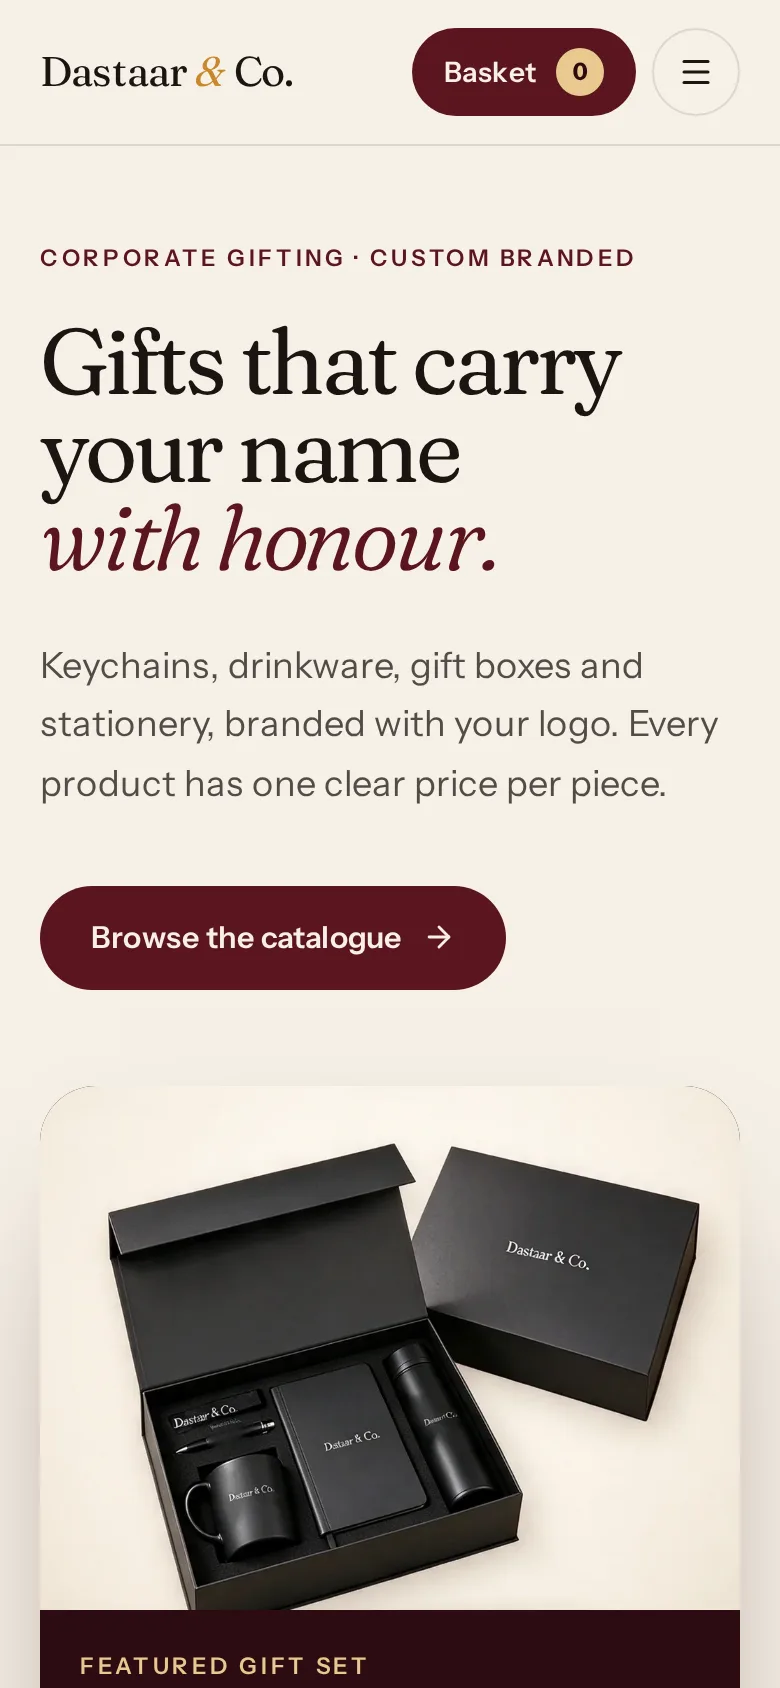 Dastaar & Co.
Basket 0
CORPORATE GIFTING · CUSTOM BRANDED
Gifts that carry
your name
with honour.
Keychains, drinkware, gift boxes and
stationery, branded with your logo. Every
product has one clear price per piece.
Browse the catalogue →
Dastaar & Co.
Dastaar & Co.
Dastaar & Co.
Dastaar & Co.
Dastaar & Co.
FEATURED GIFT SET